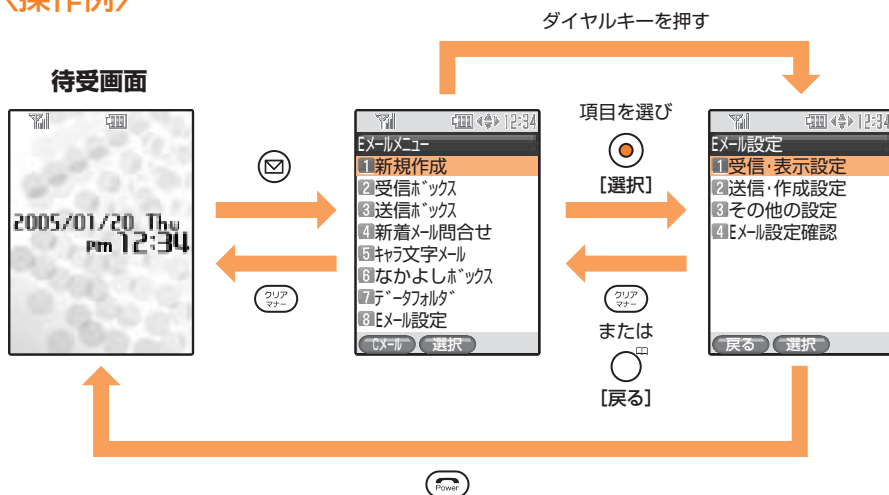 〈操作例〉
ダイヤルキーを押す
待受画面
2005/01/20 Thu
pm 12:34
12:34
Eメールメニュー
1新規作成
2受信ボックス
3送信ボックス
4新着メール問合せ
5キャラ文字メール
6なかよしボックス
7データフォルダ
8Eメール設定
Cメール 選択
クリア
マナー
項目を選び
[選択]
クリア
マナー
または
[戻る]
12:34
Eメール設定
1受信・表示設定
2送信・作成設定
3その他の設定
4Eメール設定確認
戻る 選択
Power